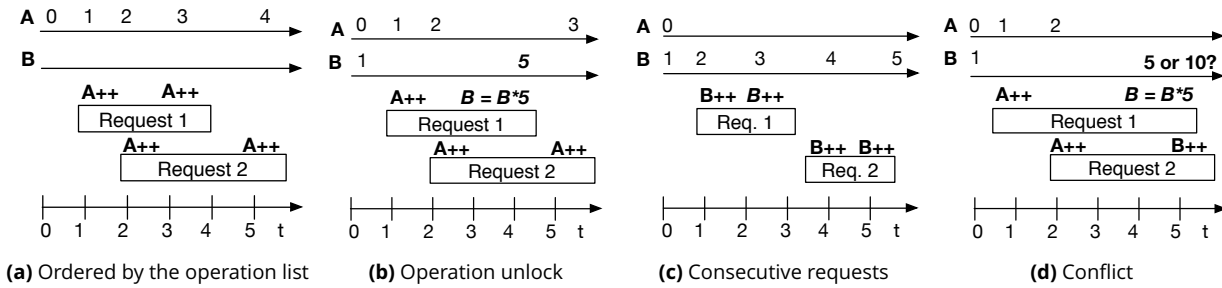 A 0 1 2 3 4
B
A++ A++
Request 1
A++ A++
Request 2
0 1 2 3 4 5 t
(a) Ordered by the operation list
A 0 1 2 3
B 1 5
A++ B = B*5
Request 1
A++ A++
Request 2
0 1 2 3 4 5 t
(b) Operation unlock
A 0
B 1 2 3 4 5
B++ B++
Req. 1
B++ B++
Req. 2
0 1 2 3 4 5 t
(c) Consecutive requests
A 0 1 2
B 1 5 or 10?
A++ B = B*5
Request 1
A++ B++
Request 2
0 1 2 3 4 5 t
(d) Conflict